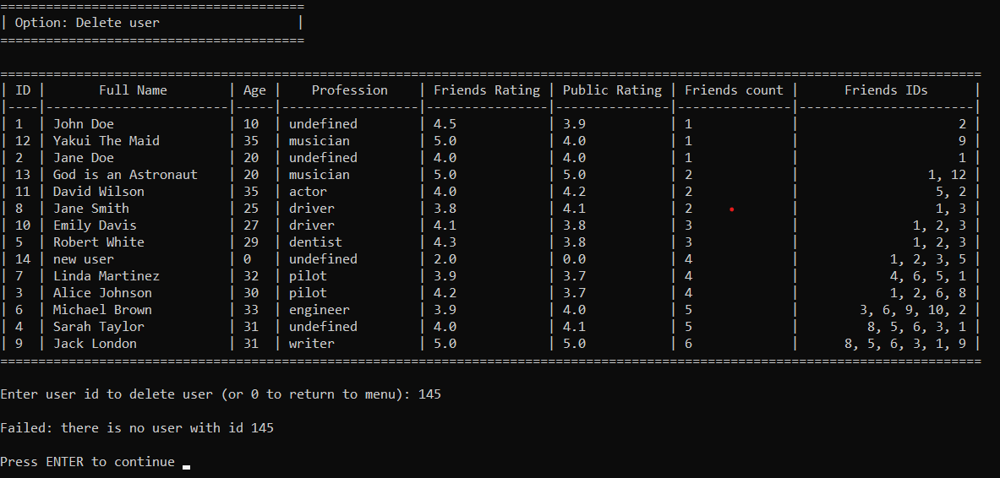 ========================================
| Option: Delete user                  |
========================================
=================================================================================================================================
| ID |       Full Name        | Age |    Profession    | Friends Rating | Public Rating | Friends count |      Friends IDs      |
|----|------------------------|-----|------------------|----------------|---------------|---------------|-----------------------|
| 1  | John Doe               | 10  | undefined        | 4.5            | 3.9           | 1             |                     2 |
| 12 | Yakui The Maid         | 35  | musician         | 5.0            | 4.0           | 1             |                     9 |
| 2  | Jane Doe               | 20  | undefined        | 4.0            | 4.0           | 1             |                     1 |
| 13 | God is an Astronaut    | 20  | musician         | 5.0            | 5.0           | 2             |                 1, 12 |
| 11 | David Wilson           | 35  | actor            | 4.0            | 4.2           | 2             |                  5, 2 |
| 8  | Jane Smith             | 25  | driver           | 3.8            | 4.1           | 2             |                  1, 3 |
| 10 | Emily Davis            | 27  | driver           | 4.1            | 3.8           | 3             |               1, 2, 3 |
| 5  | Robert White           | 29  | dentist          | 4.3            | 3.8           | 3             |               1, 2, 3 |
| 14 | new user               | 0   | undefined        | 2.0            | 0.0           | 4             |            1, 2, 3, 5 |
| 7  | Linda Martinez         | 32  | pilot            | 3.9            | 3.7           | 4             |            4, 6, 5, 1 |
| 3  | Alice Johnson          | 30  | pilot            | 4.2            | 3.7           | 4             |            1, 2, 6, 8 |
| 6  | Michael Brown          | 33  | engineer         | 3.9            | 4.0           | 5             |        3, 6, 9, 10, 2 |
| 4  | Sarah Taylor           | 31  | undefined        | 4.0            | 4.1           | 5             |         8, 5, 6, 3, 1 |
| 9  | Jack London            | 31  | writer           | 5.0            | 5.0           | 6             |      8, 5, 6, 3, 1, 9 |
=================================================================================================================================
Enter user id to delete user (or 0 to return to menu): 145
Failed: there is no user with id 145
Press ENTER to continue